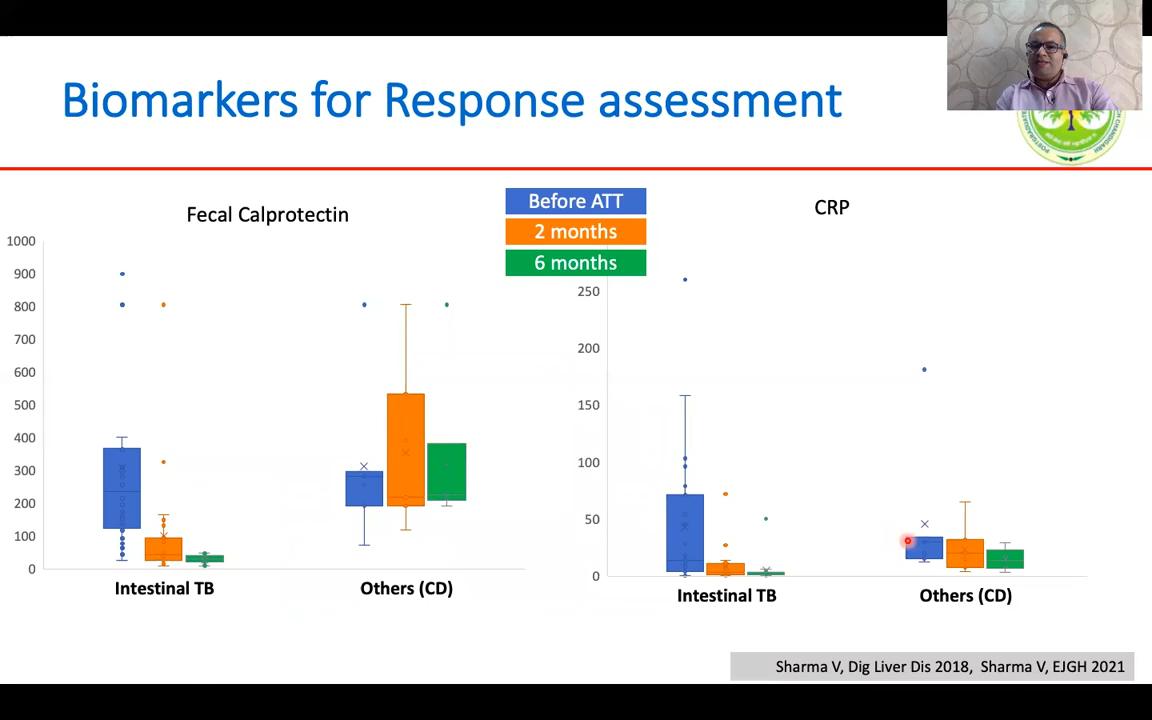 Biomarkers for Response assessment
Before ATT
2 months
6 months
Fecal Calprotectin
1000
900
800
700
600
500
400
300
200
100
0
Intestinal TB
Others (CD)
CRP
250
200
150
100
50
0
Intestinal TB
Others (CD)
Sharma V, Dig Liver Dis 2018, Sharma V, EJGH 2021